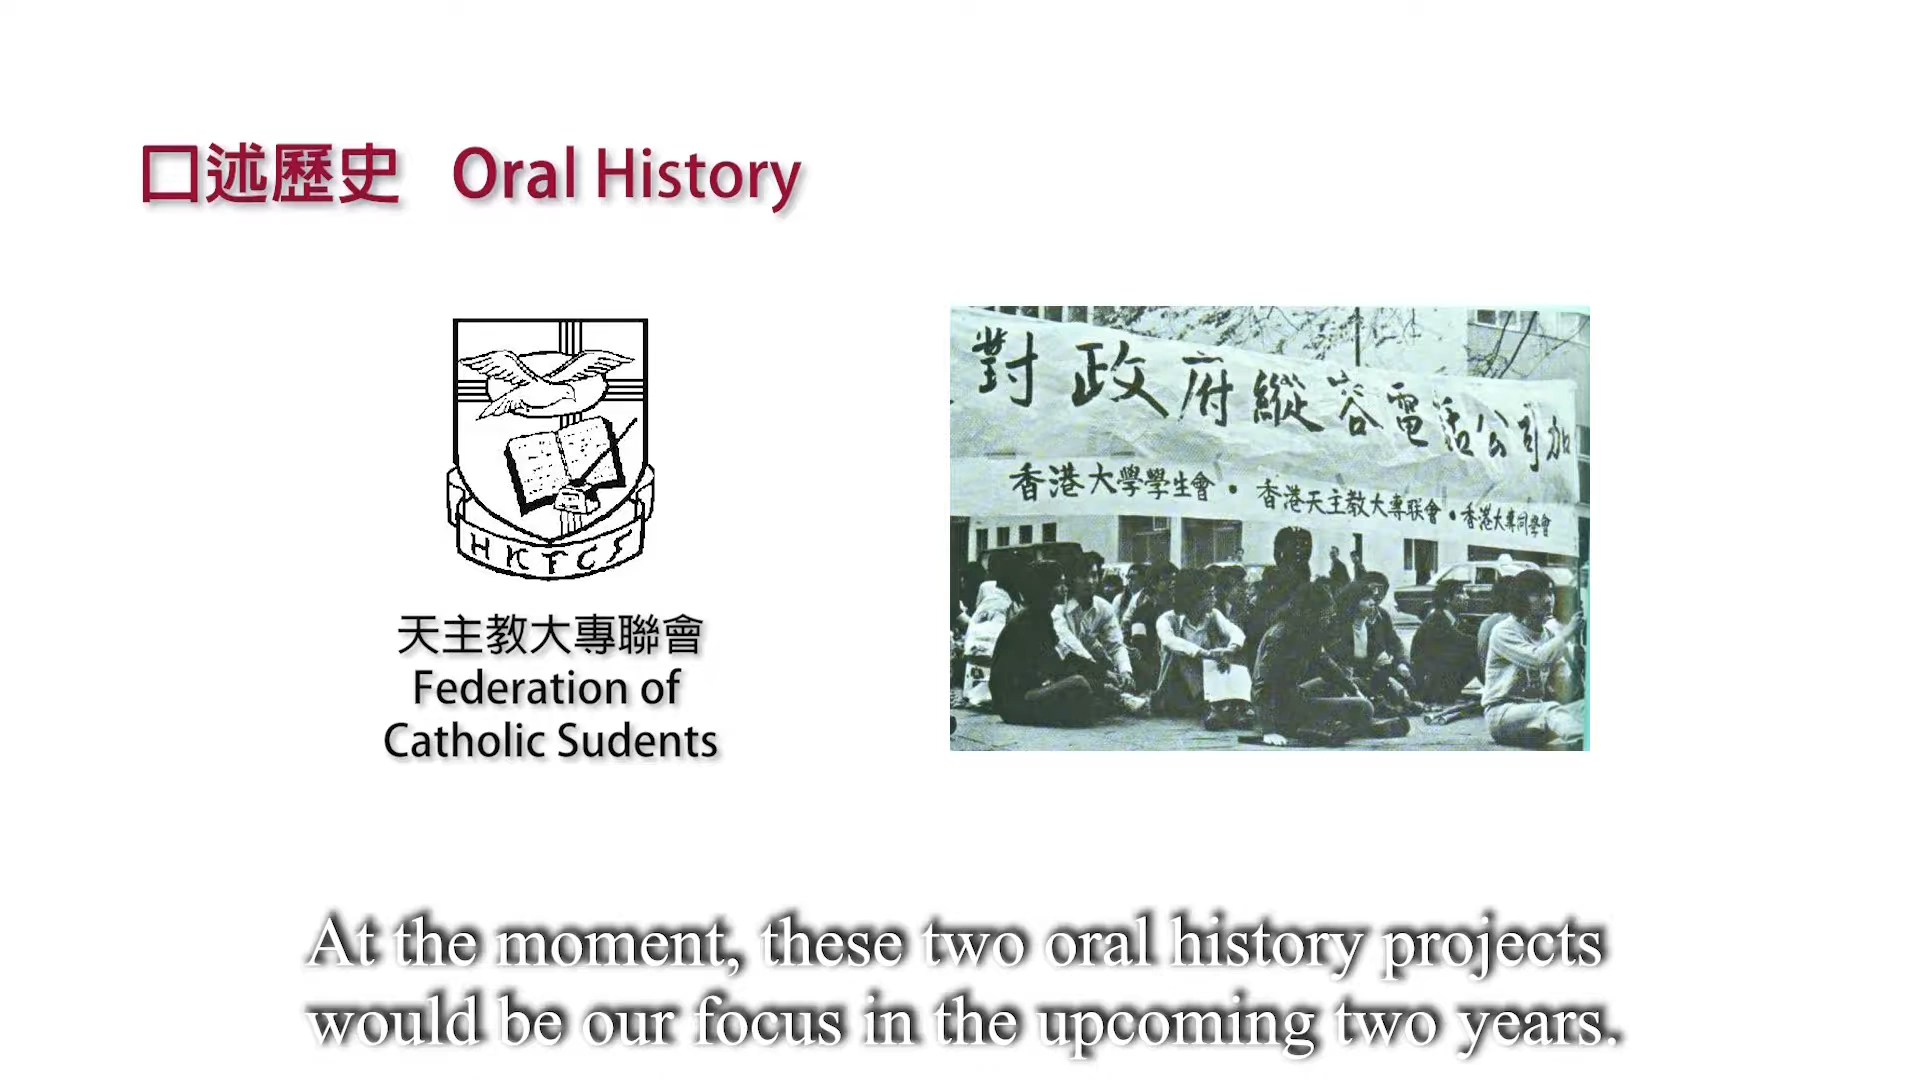 口述歷史 Oral History
HKFCS
天主教大專聯會
Federation of
Catholic Sudents
對政府縱容電話公司加
香港大學學生會・香港天主教大專联會・香港大專同學會
At the moment, these two oral history projects
would be our focus in the upcoming two years.